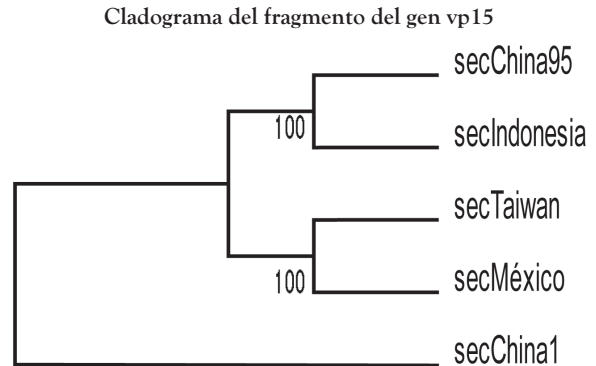 Cladograma del fragmento del gen vp15
secChina95
100
secIndonesia
secTaiwan
100
secMéxico
secChina1